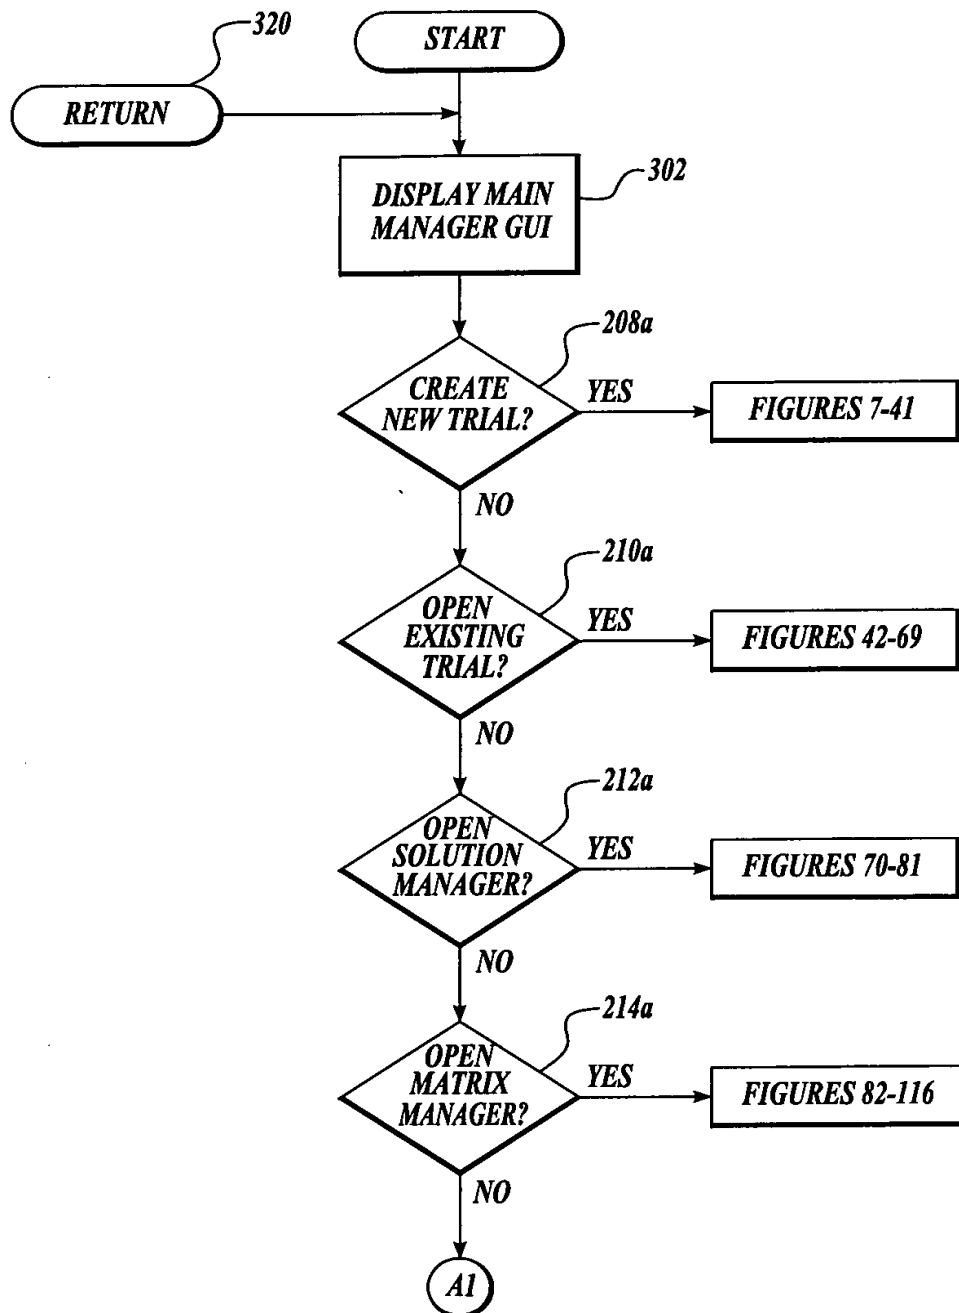 320
START
RETURN
302
DISPLAY MAIN
MANAGER GUI
208a
CREATE
NEW TRIAL?
YES
FIGURES 7-41
NO
210a
OPEN
EXISTING
TRIAL?
YES
FIGURES 42-69
NO
212a
OPEN
SOLUTION
MANAGER?
YES
FIGURES 70-81
NO
214a
OPEN
MATRIX
MANAGER?
YES
FIGURES 82-116
NO
A1